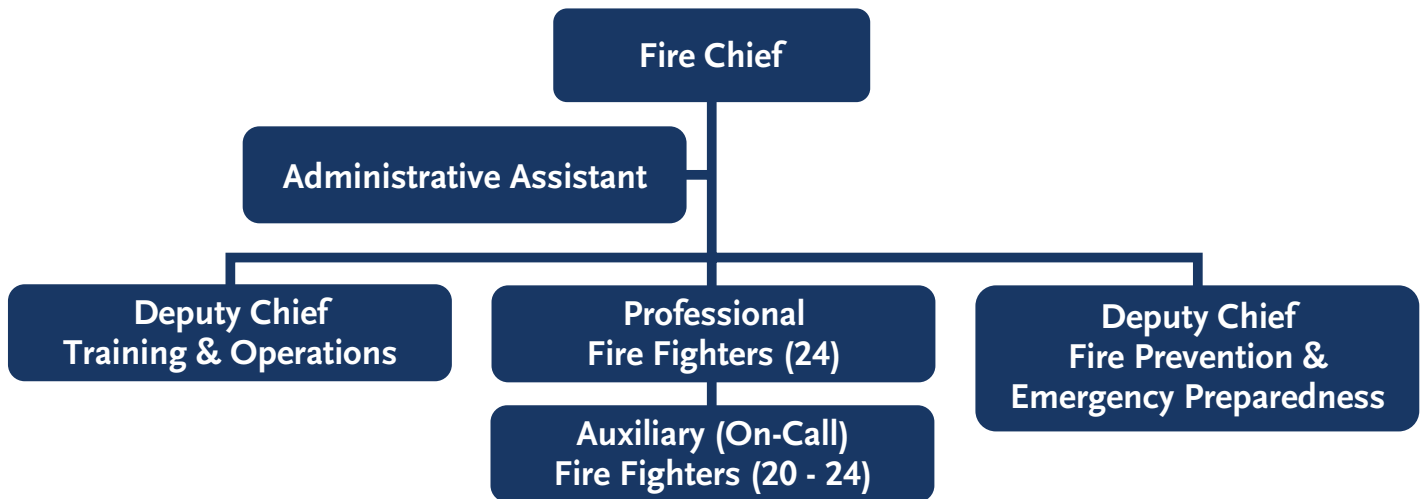 Fire Chief
Administrative Assistant
Deputy Chief
Training & Operations
Professional
Fire Fighters (24)
Deputy Chief
Fire Prevention &
Emergency Preparedness
Auxiliary (On-Call)
Fire Fighters (20 - 24)